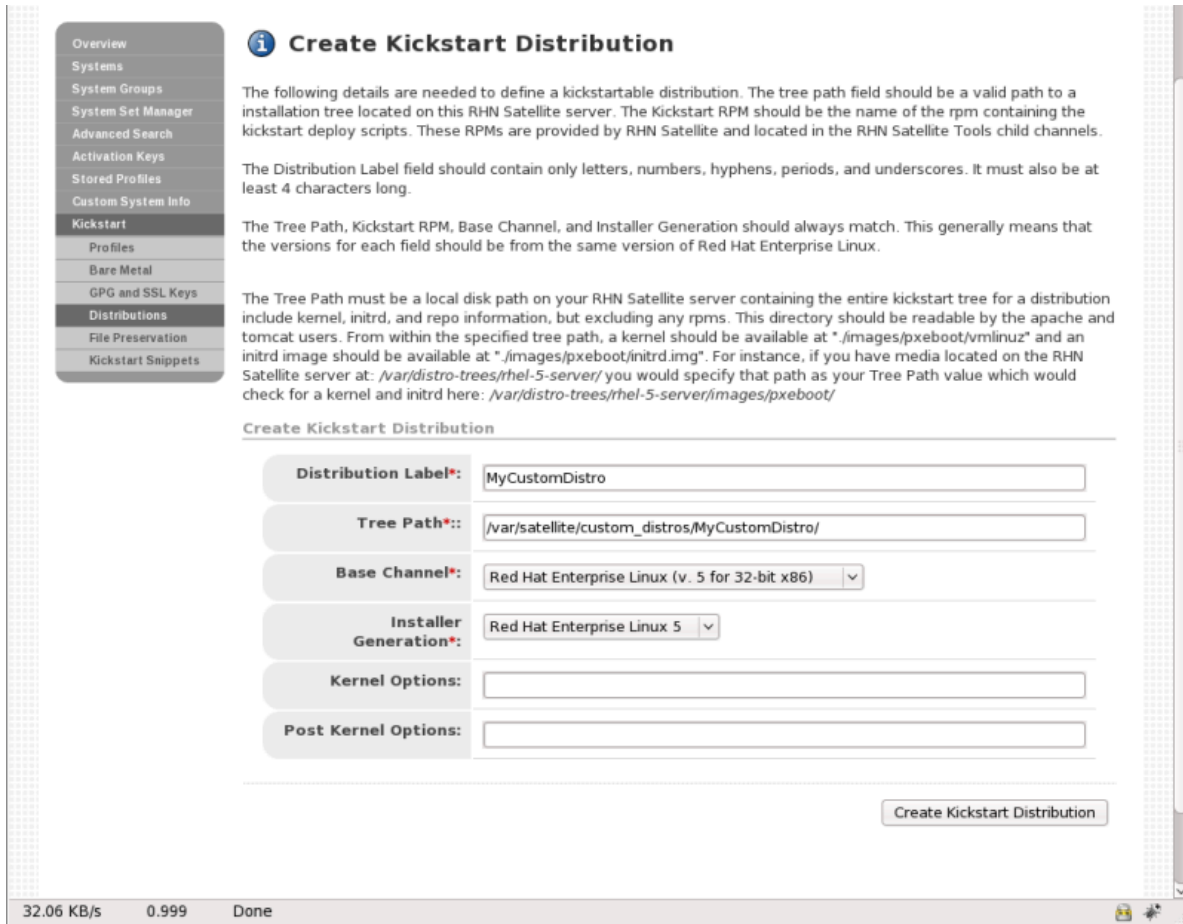 Overview
Systems
System Groups
System Set Manager
Advanced Search
Activation Keys
Stored Profiles
Custom System Info
Kickstart
Profiles
Bare Metal
GPG and SSL Keys
Distributions
File Preservation
Kickstart Snippets
Create Kickstart Distribution
The following details are needed to define a kickstartable distribution. The tree path field should be a valid path to a
installation tree located on this RHN Satellite server. The Kickstart RPM should be the name of the rpm containing the
kickstart deploy scripts. These RPMs are provided by RHN Satellite and located in the RHN Satellite Tools child channels.
The Distribution Label field should contain only letters, numbers, hyphens, periods, and underscores. It must also be at
least 4 characters long.
The Tree Path, Kickstart RPM, Base Channel, and Installer Generation should always match. This generally means that
the versions for each field should be from the same version of Red Hat Enterprise Linux.
The Tree Path must be a local disk path on your RHN Satellite server containing the entire kickstart tree for a distribution
include kernel, initrd, and repo information, but excluding any rpms. This directory should be readable by the apache and
tomcat users. From within the specified tree path, a kernel should be available at "./images/pxeboot/vmlinuz" and an
initrd image should be available at "./images/pxeboot/initrd.img". For instance, if you have media located on the RHN
Satellite server at: /var/distro-trees/rhel-5-server/ you would specify that path as your Tree Path value which would
check for a kernel and initrd here: /var/distro-trees/rhel-5-server/images/pxeboot/
Create Kickstart Distribution
Distribution Label*: MyCustomDistro
Tree Path*:: /var/satellite/custom_distros/MyCustomDistro/
Base Channel*: Red Hat Enterprise Linux (v. 5 for 32-bit x86)
Installer
Generation*: Red Hat Enterprise Linux 5
Kernel Options:
Post Kernel Options:
Create Kickstart Distribution
32.06 KB/s 0.999 Done